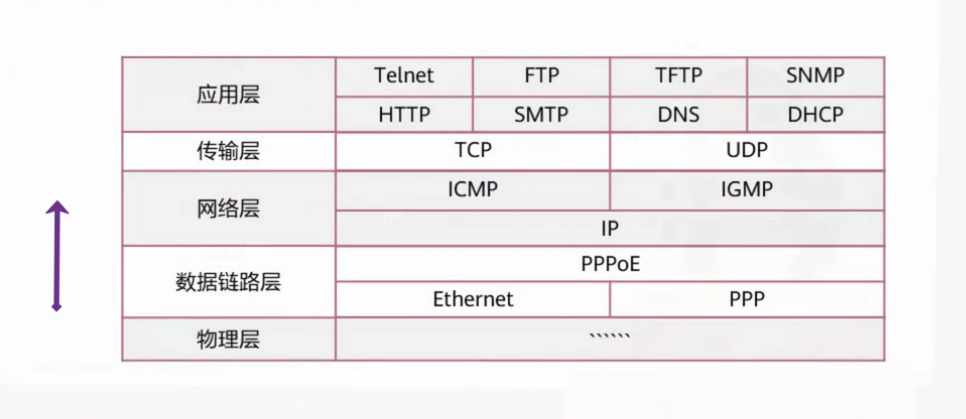 应用层
Telnet FTP TFTP SNMP
HTTP SMTP DNS DHCP
传输层 TCP UDP
网络层
ICMP IGMP
IP
数据链路层
PPPoE
Ethernet PPP
物理层 ``````